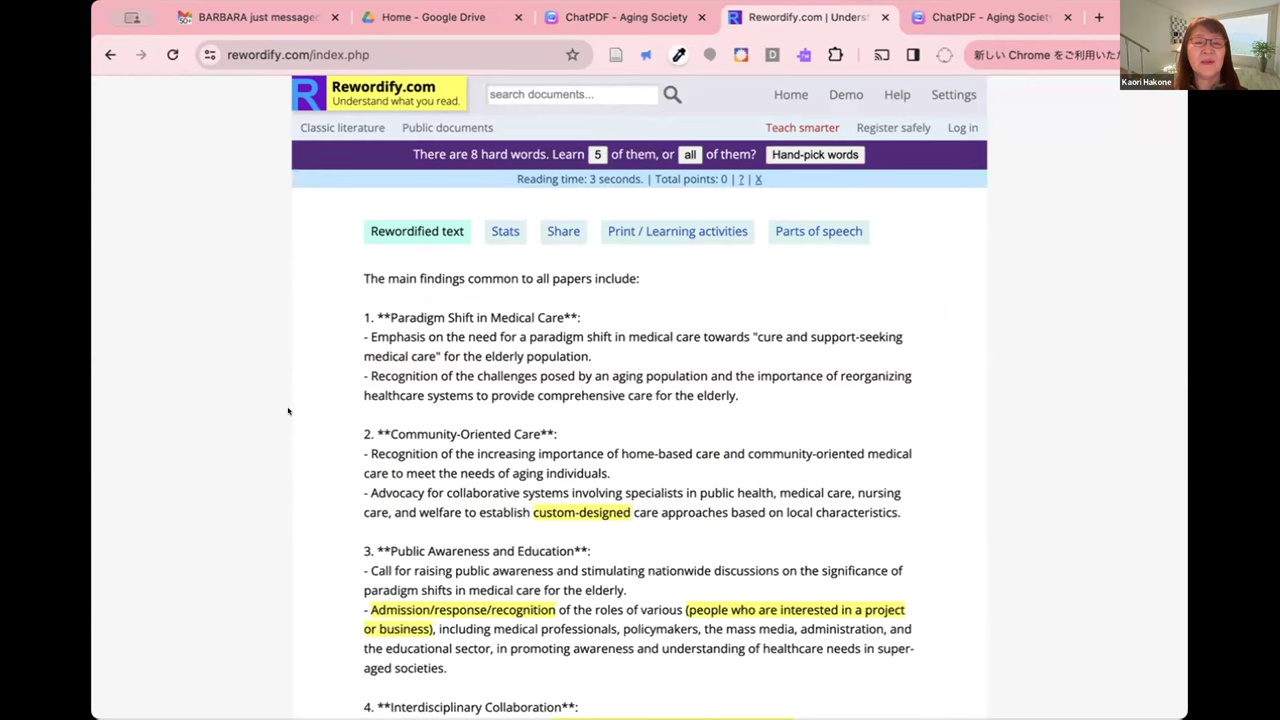 BARBARA just message
Home - Google Drive
ChatPDF - Aging Society
Rewordify.com | Unders
ChatPDF - Aging Society
rewordify.com/index.php
新しい Chrome をご利用いた
Kaori Hakone
R
Rewordify.com
Understand what you read.
search documents...
Home
Demo
Help
Settings
Classic literature
Public documents
Teach smarter
Register safely
Log in
There are 8 hard words. Learn 5 of them, or all of them? Hand-pick words
Reading time: 3 seconds. | Total points: 0 | ? | X
Rewordified text
Stats
Share
Print / Learning activities
Parts of speech
The main findings common to all papers include:
1. **Paradigm Shift in Medical Care**:
- Emphasis on the need for a paradigm shift in medical care towards "cure and support-seeking
medical care" for the elderly population.
- Recognition of the challenges posed by an aging population and the importance of reorganizing
healthcare systems to provide comprehensive care for the elderly.
2. **Community-Oriented Care**:
- Recognition of the increasing importance of home-based care and community-oriented medical
care to meet the needs of aging individuals.
- Advocacy for collaborative systems involving specialists in public health, medical care, nursing
care, and welfare to establish custom-designed care approaches based on local characteristics.
3. **Public Awareness and Education**:
- Call for raising public awareness and stimulating nationwide discussions on the significance of
paradigm shifts in medical care for the elderly.
- Admission/response/recognition of the roles of various (people who are interested in a project
or business), including medical professionals, policymakers, the mass media, administration, and
the educational sector, in promoting awareness and understanding of healthcare needs in super-
aged societies.
4. **Interdisciplinary Collaboration**: